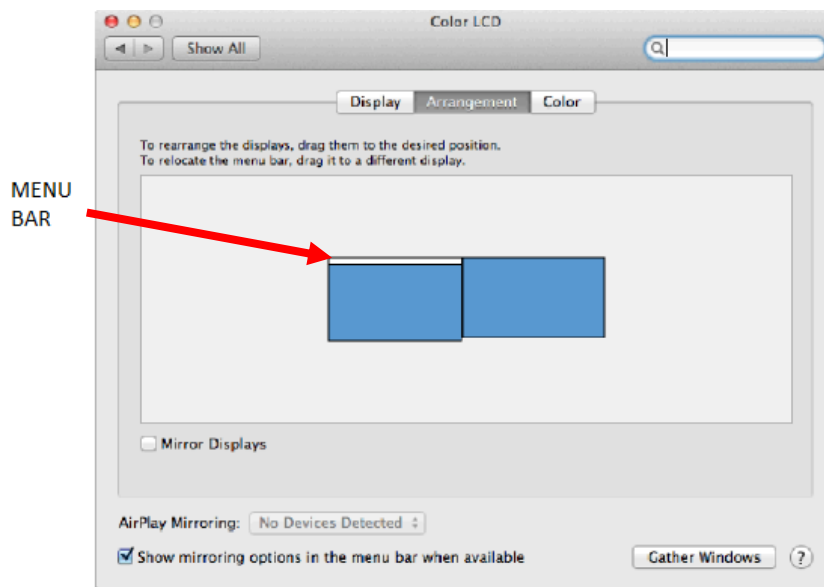 Color LCD
Show All
Display Arrangement Color
To rearrange the displays, drag them to the desired position.
To relocate the menu bar, drag it to a different display.
MENU
BAR
Mirror Displays
AirPlay Mirroring: No Devices Detected
Show mirroring options in the menu bar when available
Gather Windows ?